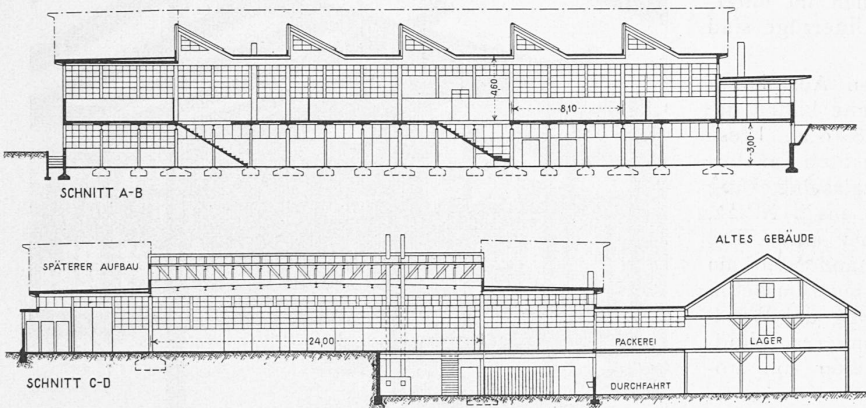 4,60
8,10
3,00
SCHNITT A-B
ALTES GEBÄUDE
SPÄTERER AUFBAU
24,00
PACKEREI
LAGER
SCHNITT C-D
DURCHFAHRT